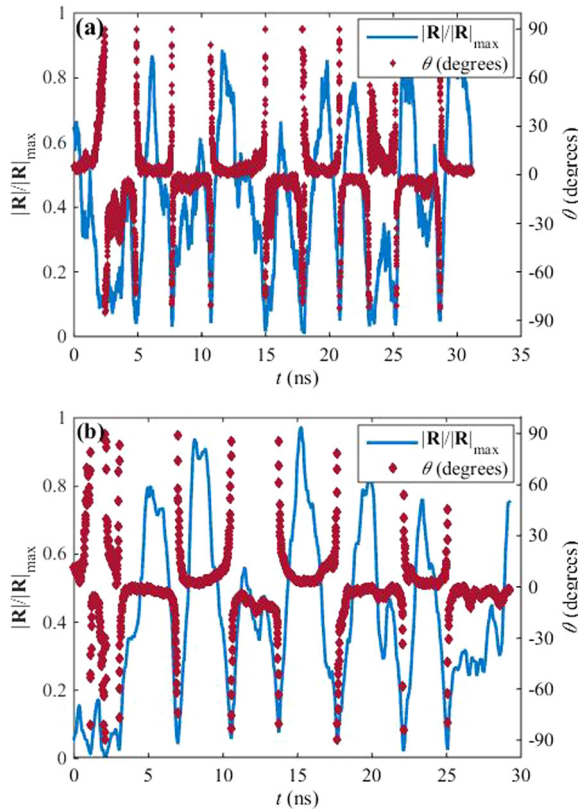 (a)
|R|/|R|max
θ (degrees)
1
0.8
0.6
0.4
0.2
0
|R|/|R|max
90
60
30
0
-30
-60
-90
θ (degrees)
0 5 10 15 20 25 30 35
t (ns)
(b)
|R|/|R|max
θ (degrees)
1
0.8
0.6
0.4
0.2
0
|R|/|R|max
90
60
30
0
-30
-60
-90
θ (degrees)
0 5 10 15 20 25 30
t (ns)